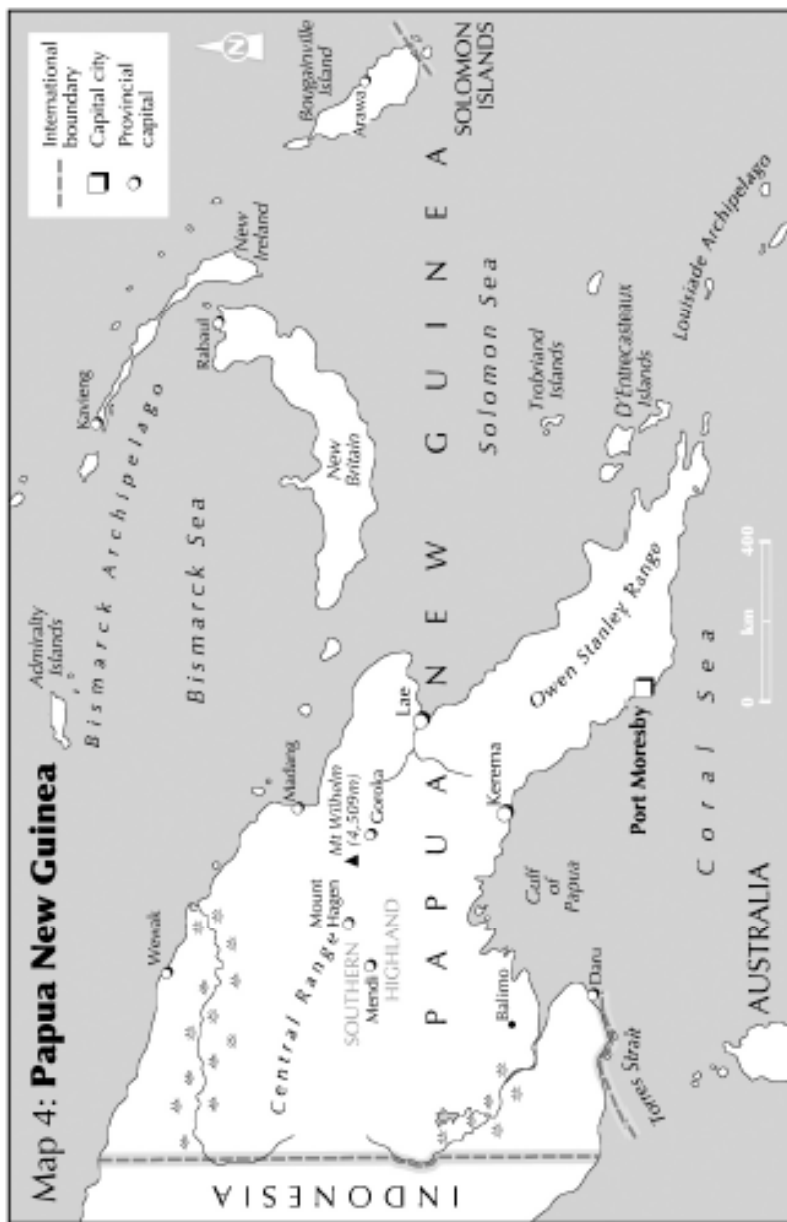 Map 4: Papua New Guinea
International
boundary
Capital city
Provincial
capital
N
Admiralty
Islands
Bismarck Archipelago
Kavieng
New
Ireland
Bismarck Sea
Rabaul
New
Britain
Bougainville
Island
Arawa
SOLOMON
ISLANDS
Wewak
Madang
Mt Wilhelm
(4,509m)
Goroka
Mount
Hagen
Central Range
SOUTHERN
HIGHLAND
Mendi
INDONESIA
PAPUA NEW GUINEA
Lae
Solomon Sea
Trobriand
Islands
D'Entrecasteaux
Islands
Louisiade Archipelago
Owen Stanley Range
Kerema
Gulf
of
Papua
Balimo
Daru
Torres Strait
Port Moresby
Coral Sea
AUSTRALIA
0 km 400